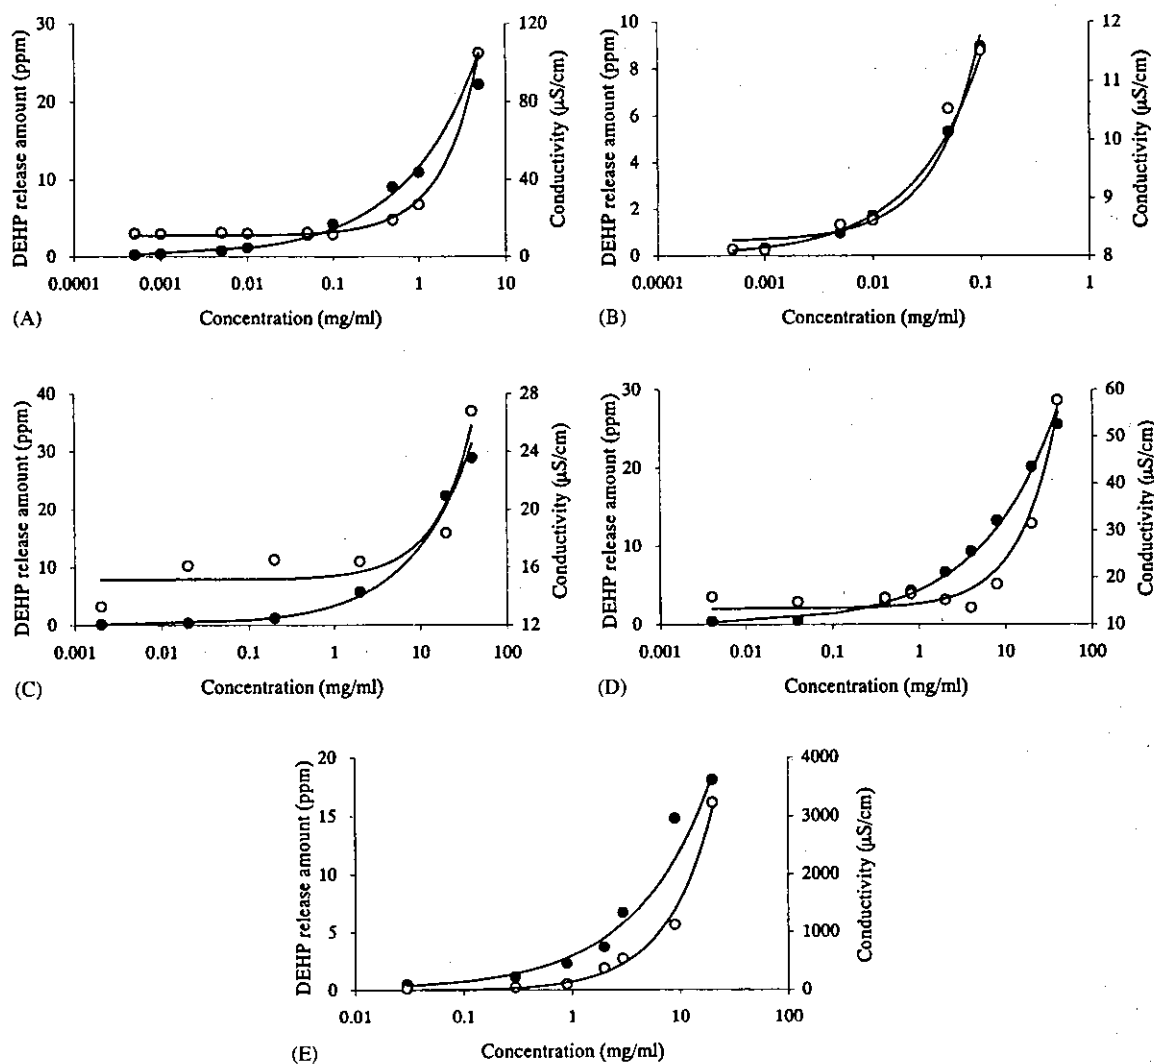 30
20
10
0
DEHP release amount (ppm)
120
80
40
0
Conductivity (μS/cm)
0.0001 0.001 0.01 0.1 1 10
Concentration (mg/ml)
(A)
10
8
6
4
2
0
DEHP release amount (ppm)
12
11
10
9
8
Conductivity (μS/cm)
0.0001 0.001 0.01 0.1 1
Concentration (mg/ml)
(B)
40
30
20
10
0
DEHP release amount (ppm)
28
24
20
16
12
Conductivity (μS/cm)
0.001 0.01 0.1 1 10 100
Concentration (mg/ml)
(C)
30
20
10
0
DEHP release amount (ppm)
60
50
40
30
20
10
Conductivity (μS/cm)
0.001 0.01 0.1 1 10 100
Concentration (mg/ml)
(D)
20
15
10
5
0
DEHP release amount (ppm)
4000
3000
2000
1000
0
Conductivity (μS/cm)
0.01 0.1 1 10 100
Concentration (mg/ml)
(E)